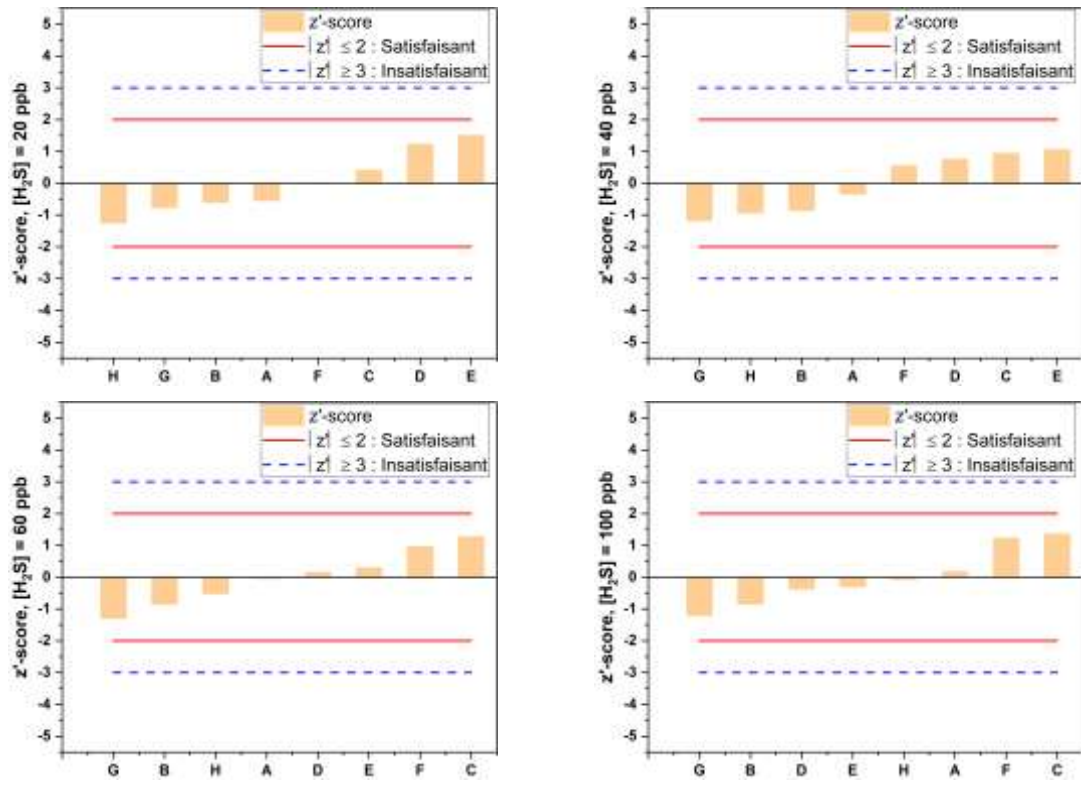 z'-score, [H₂S] = 20 ppb
5
4
3
2
1
0
-1
-2
-3
-4
-5
z'-score
|z'| ≤ 2 : Satisfaisant
|z'| ≥ 3 : Insatisfaisant
H G B A F C D E
z'-score, [H₂S] = 40 ppb
5
4
3
2
1
0
-1
-2
-3
-4
-5
z'-score
|z'| ≤ 2 : Satisfaisant
|z'| ≥ 3 : Insatisfaisant
G H B A F D C E
z'-score, [H₂S] = 60 ppb
5
4
3
2
1
0
-1
-2
-3
-4
-5
z'-score
|z'| ≤ 2 : Satisfaisant
|z'| ≥ 3 : Insatisfaisant
G B H A D E F C
z'-score, [H₂S] = 100 ppb
5
4
3
2
1
0
-1
-2
-3
-4
-5
z'-score
|z'| ≤ 2 : Satisfaisant
|z'| ≥ 3 : Insatisfaisant
G B D E H A F C